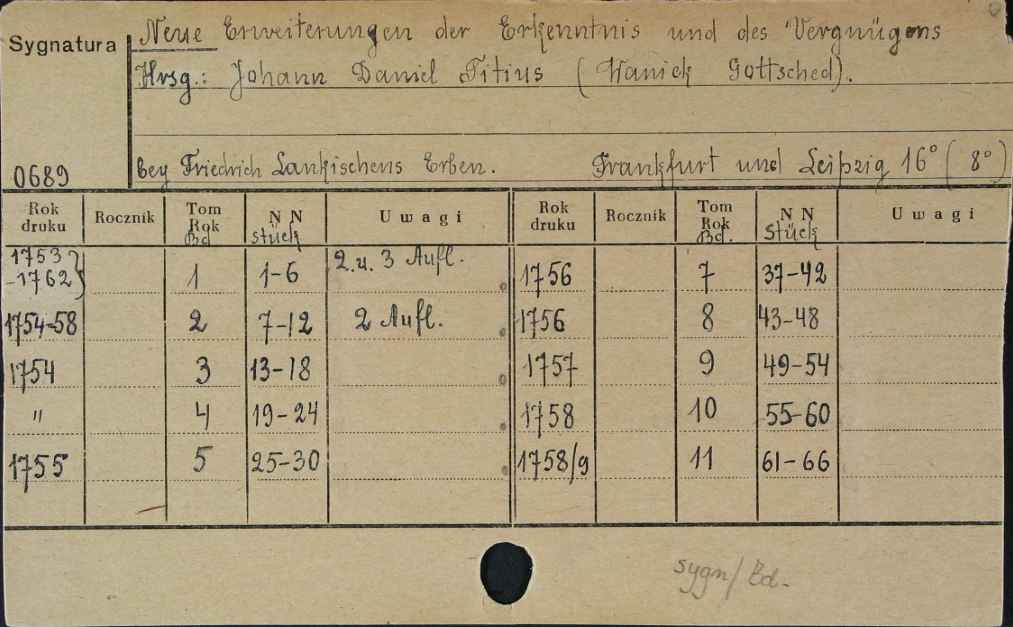 Sygnatura
Neue Erweiterungen der Erkenntnis und des Vergnügens
Hrsg.: Johann Daniel Titius ( Wanick Gottsched).
0689
bey Friedrich Lankischens Erben. Frankfurt und Leipzig 16° ( 8°)
Rok druku Rocznik Tom Rok Bd. N N Stück Uwagi Rok druku Rocznik Tom Rok Bd. N N Stück Uwagi
1753 -1762} 1 1-6 2. u. 3 Aufl. 1756 7 37-42
1754-58 2 7-12 2 Aufl. 1756 8 43-48
1754 3 13-18 1757 9 49-54
" 4 19-24 1758 10 55-60
1755 5 25-30 1758/9 11 61-66
sygn/ Bd.